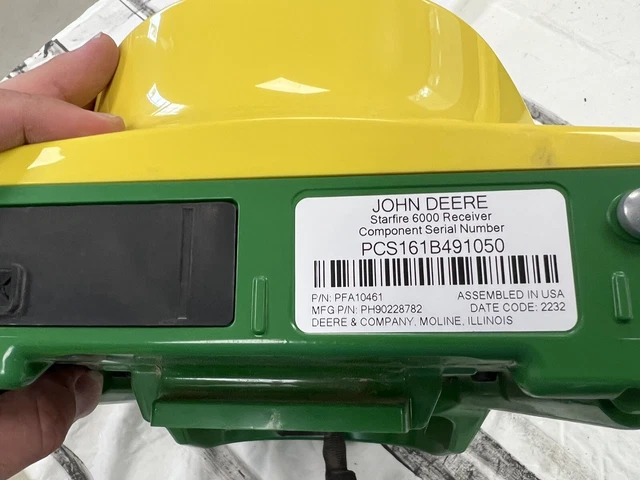 JOHN DEERE
Starfire 6000 Receiver
Component Serial Number
PCS161B491050
P/N: PFA10461 ASSEMBLED IN USA
MFG P/N: PH90228782 DATE CODE: 2232
DEERE & COMPANY, MOLINE, ILLINOIS